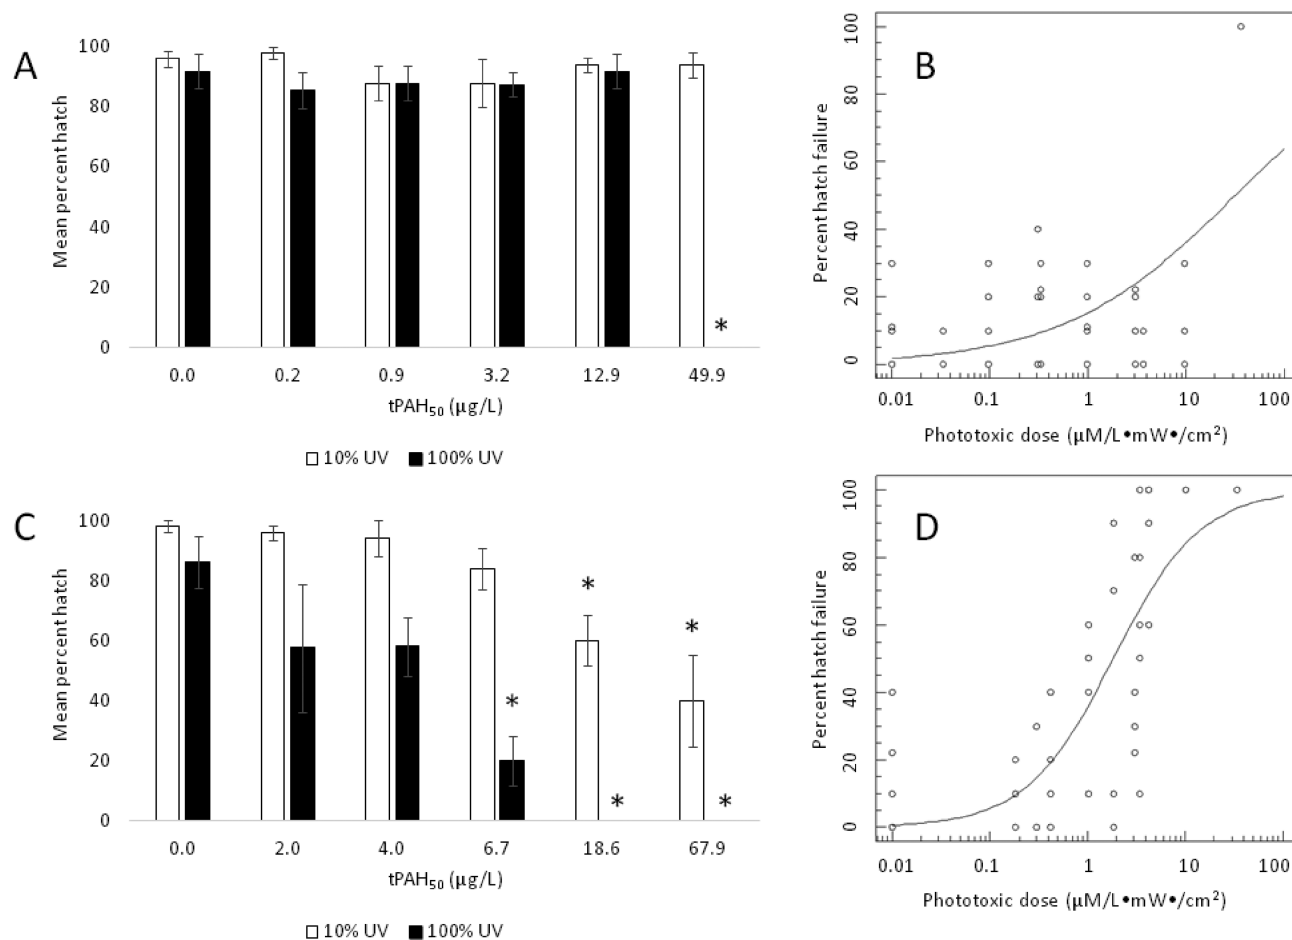 A
Mean percent hatch
100
80
60
40
20
0
*
0.0 0.2 0.9 3.2 12.9 49.9
tPAH50 (µg/L)
10% UV 100% UV
B
Percent hatch failure
100
80
60
40
20
0
0.01 0.1 1 10 100
Phototoxic dose (µM/L•mW•/cm²)
C
Mean percent hatch
100
80
60
40
20
0
* * * * *
0.0 2.0 4.0 6.7 18.6 67.9
tPAH50 (µg/L)
10% UV 100% UV
D
Percent hatch failure
100
80
60
40
20
0
0.01 0.1 1 10 100
Phototoxic dose (µM/L•mW•/cm²)